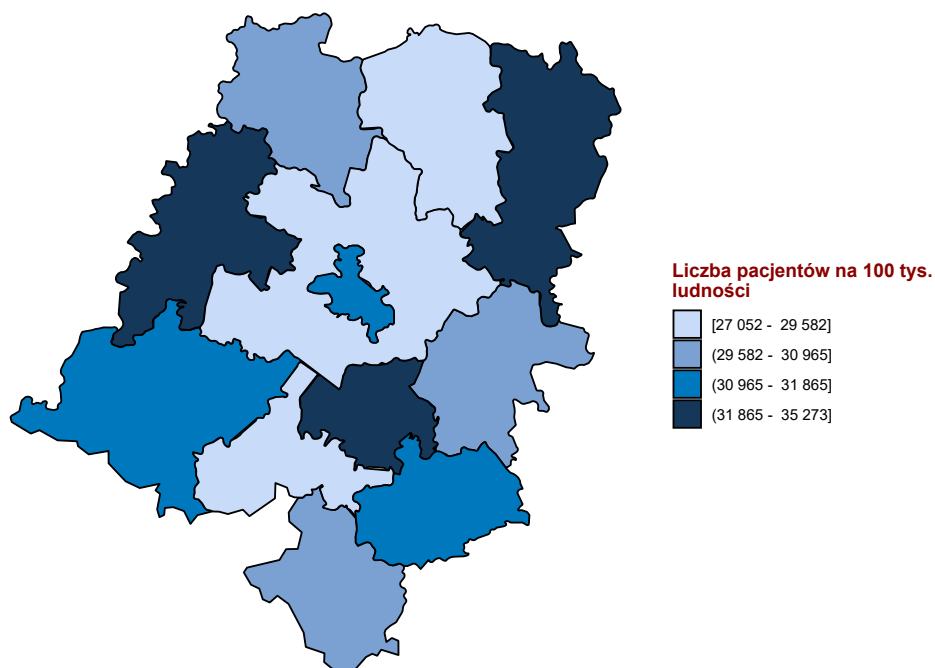 Liczba pacjentów na 100 tys.
ludności
[27 052 - 29 582]
(29 582 - 30 965]
(30 965 - 31 865]
(31 865 - 35 273]